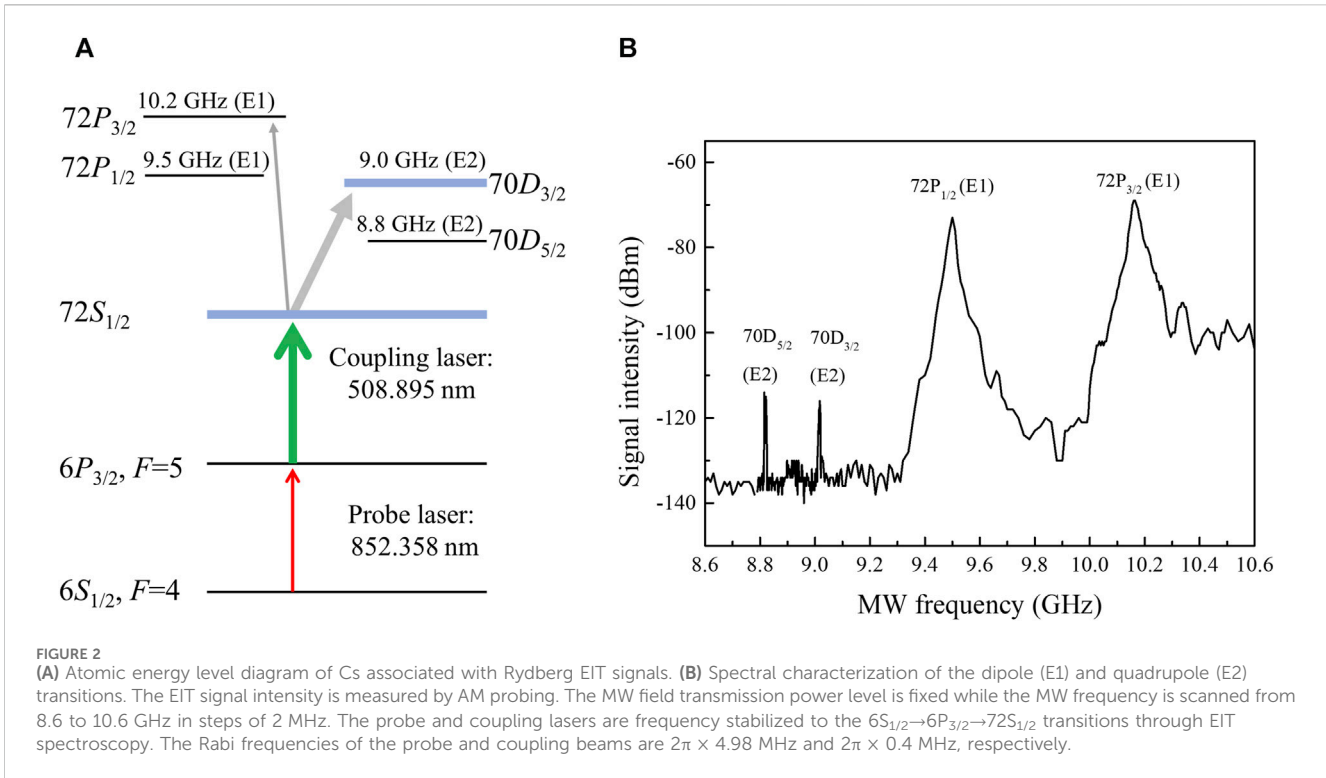 A
72P3/2
10.2 GHz (E1)
72P1/2
9.5 GHz (E1)
9.0 GHz (E2)
70D3/2
8.8 GHz (E2)
70D5/2
72S1/2
Coupling laser:
508.895 nm
6P3/2, F=5
Probe laser:
852.358 nm
6S1/2, F=4
B
Signal intensity (dBm)
-60
-80
-100
-120
-140
72P1/2 (E1)
72P3/2 (E1)
70D5/2
(E2)
70D3/2
(E2)
8.6 8.8 9.0 9.2 9.4 9.6 9.8 10.0 10.2 10.4 10.6
MW frequency (GHz)
FIGURE 2
(A) Atomic energy level diagram of Cs associated with Rydberg EIT signals. (B) Spectral characterization of the dipole (E1) and quadrupole (E2)
transitions. The EIT signal intensity is measured by AM probing. The MW field transmission power level is fixed while the MW frequency is scanned from
8.6 to 10.6 GHz in steps of 2 MHz. The probe and coupling lasers are frequency stabilized to the 6S1/2→6P3/2→72S1/2 transitions through EIT
spectroscopy. The Rabi frequencies of the probe and coupling beams are 2π × 4.98 MHz and 2π × 0.4 MHz, respectively.